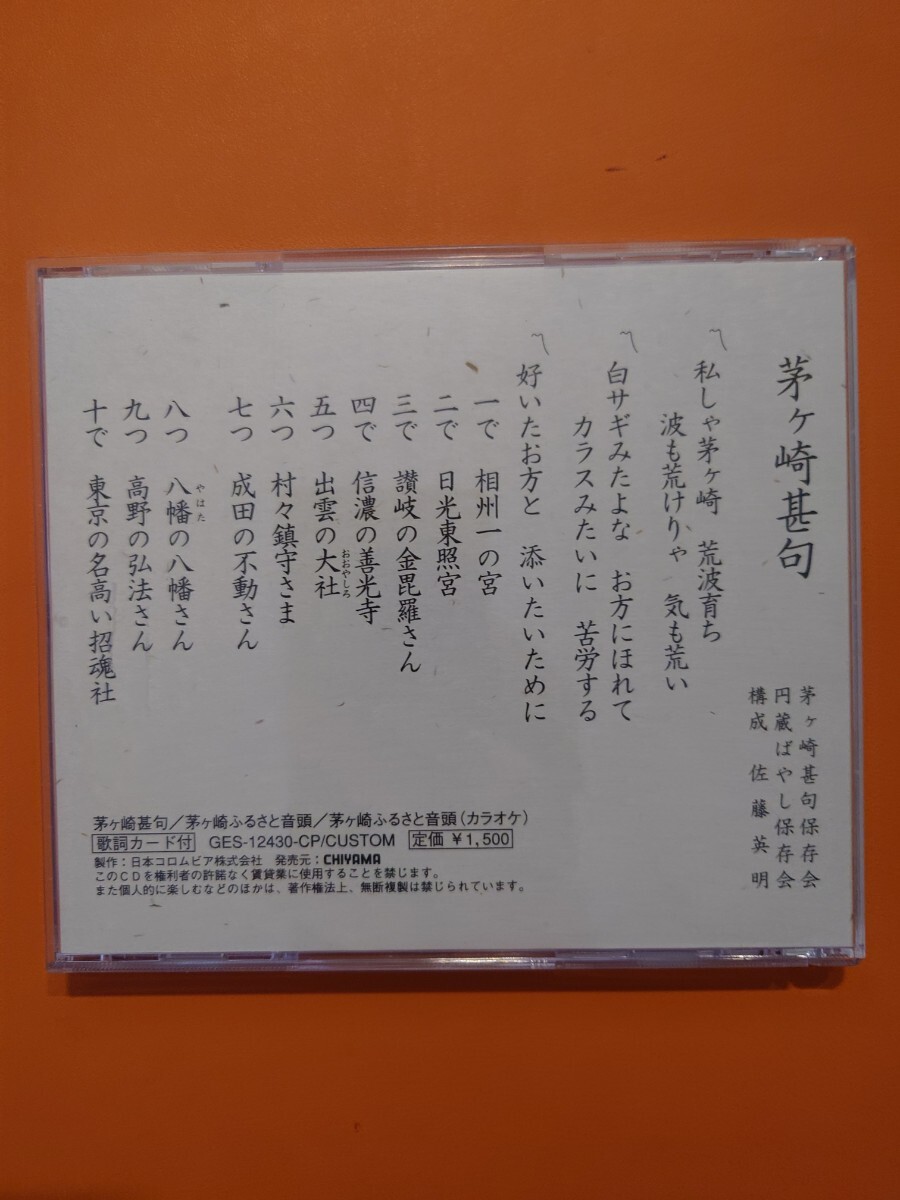 茅ヶ崎甚句
茅ヶ崎甚句保存会
円蔵ばやし保存会
構成 佐藤英明
〽私しゃ茅ヶ崎 荒波育ち
波も荒けりゃ 気も荒い
〽白サギみたよな お方にほれて
カラスみたいに 苦労する
〽好いたお方と 添いたいために
一で 相州一の宮
二で 日光東照宮
三で 讃岐の金毘羅さん
四で 信濃の善光寺
五つ 出雲の大社
おおやしろ
六つ 村々鎮守さま
七つ 成田の不動さん
八つ 八幡の八幡さん
やはた
九つ 高野の弘法さん
十で 東京の名高い招魂社
茅ヶ崎甚句/茅ヶ崎ふるさと音頭/茅ヶ崎ふるさと音頭(カラオケ)
歌詞カード付 GES-12430-CP/CUSTOM 定価 ¥1,500
製作:日本コロムビア株式会社 発売元:CHIYAMA
このCDを権利者の許諾なく賃貸業に使用することを禁じます。
また個人的に楽しむなどのほかは、著作権法上、無断複製は禁じられています。